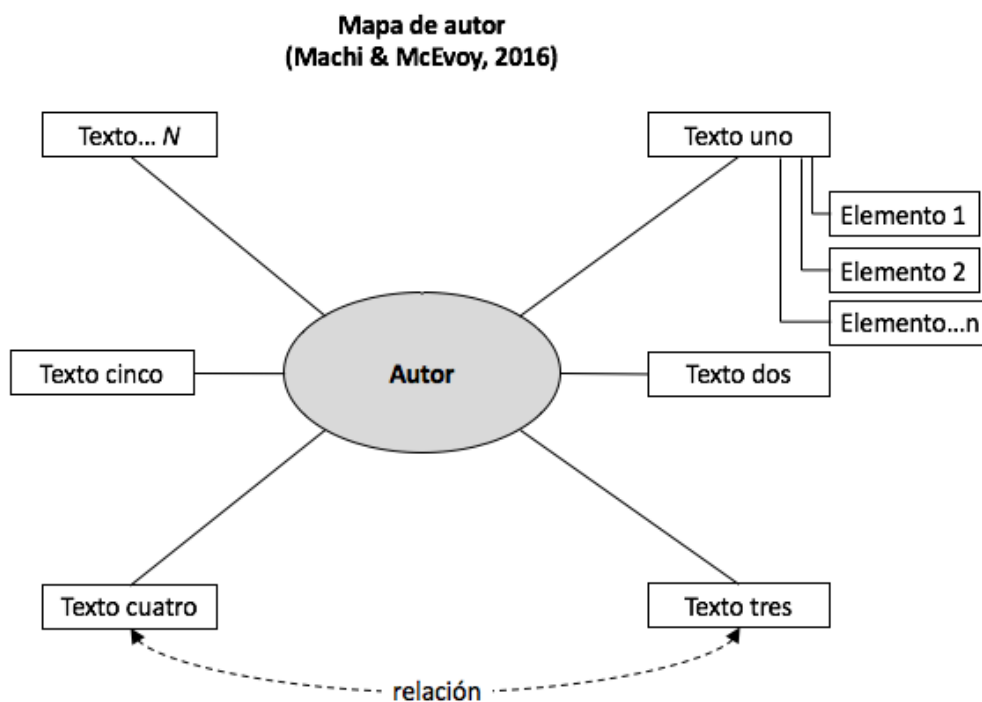 Mapa de autor
(Machi & McEvoy, 2016)
Texto... N
Texto uno
Elemento 1
Elemento 2
Elemento...n
Texto cinco
Autor
Texto dos
Texto cuatro
Texto tres
relación